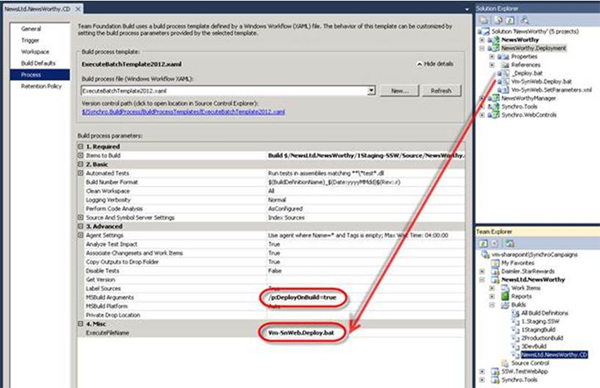 NewsLtd.NewsWorthy.CD
General
Trigger
Workspace
Build Defaults
Process
Retention Policy
Team Foundation Build uses a build process template defined by a Windows Workflow (XAML) file. The behavior of this template can be customized by
setting the build process parameters provided by the selected template.
Build process template:
ExecuteBatchTemplate2012.xaml
Hide details
Build process file (Windows Workflow XAML):
ExecuteBatchTemplate2012.xaml
New...
Refresh
Version control path (click to open location in Source Control Explorer):
$/Synchro.BuildProcess/BuildProcessTemplates/ExecuteBatchTemplate2012.xaml
Build process parameters:
1. Required
Items to Build Build $/NewsLtd.NewsWorthy/1Staging-SSW/Source/NewsWorthy.
2. Basic
Automated Tests Run tests in assemblies matching **\*test*.dll
Build Number Format $(BuildDefinitionName)_$(Date:yyyyMMdd)$(Rev:.r)
Clean Workspace All
Logging Verbosity Normal
Perform Code Analysis AsConfigured
Source And Symbol Server Settings Index Sources
3. Advanced
Agent Settings Use agent where Name=* and Tags is empty; Max Wait Time: 04:00:00
Analyze Test Impact True
Associate Changesets and Work Items True
Copy Outputs to Drop Folder True
Disable Tests False
Get Version
Label Sources True
MSBuild Arguments /p:DeployOnBuild=true
MSBuild Platform Auto
Private Drop Location
4. Misc
ExecuteFileName Vm-SnWeb.Deploy.bat
Solution Explorer
Solution 'NewsWorthy' (5 projects)
NewsWorthy
NewsWorthy.Deployment
Properties
References
_Deploy.bat
Vm-SynWeb.Deploy.bat
Vm-SynWeb.SetParameters.xml
NewsWorthyManager
Synchro.Tools
Synchro.WebControls
Team Explorer
vm-sharepoint\SynchroCampaigns
My Favorites
Daimler.StarRewards
NewsLtd.NewsWorthy
Work Items
Reports
Builds
All Build Definitions
1.Staging.SSW
1StagingBuild
2ProductionBuild
3DevBuild
NewsLtd.NewsWorthy.CD
Source Control
SSW.TestWebApp
Synchro.Tools